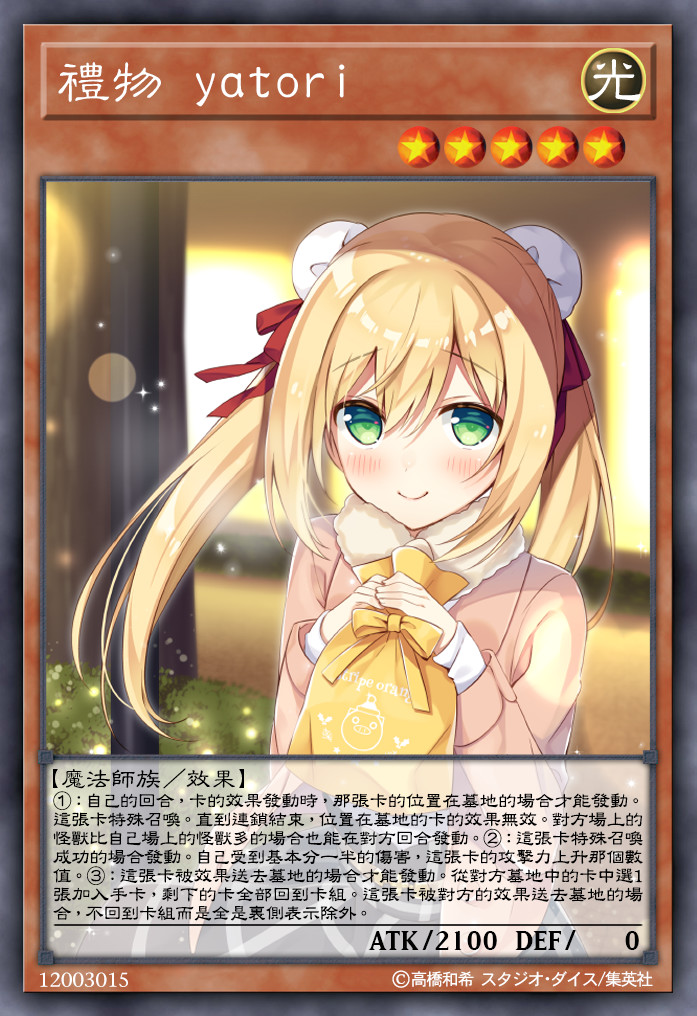 禮物 yatori
光
tripe oran
【魔法師族／效果】
①：自己的回合，卡的效果發動時，那張卡的位置在墓地的場合才能發動。
這張卡特殊召喚。直到連鎖結束，位置在墓地的卡的效果無效。對方場上的
怪獸比自己場上的怪獸多的場合也能在對方回合發動。②：這張卡特殊召喚
成功的場合發動。自己受到基本分一半的傷害，這張卡的攻擊力上升那個數
值。③：這張卡被效果送去墓地的場合才能發動。從對方墓地中的卡中選1
張加入手卡，剩下的卡全部回到卡組。這張卡被對方的效果送去墓地的場
合，不回到卡組而是全是裏側表示除外。
ATK/2100 DEF/ 0
12003015 ©高橋和希 スタジオ・ダイス/集英社